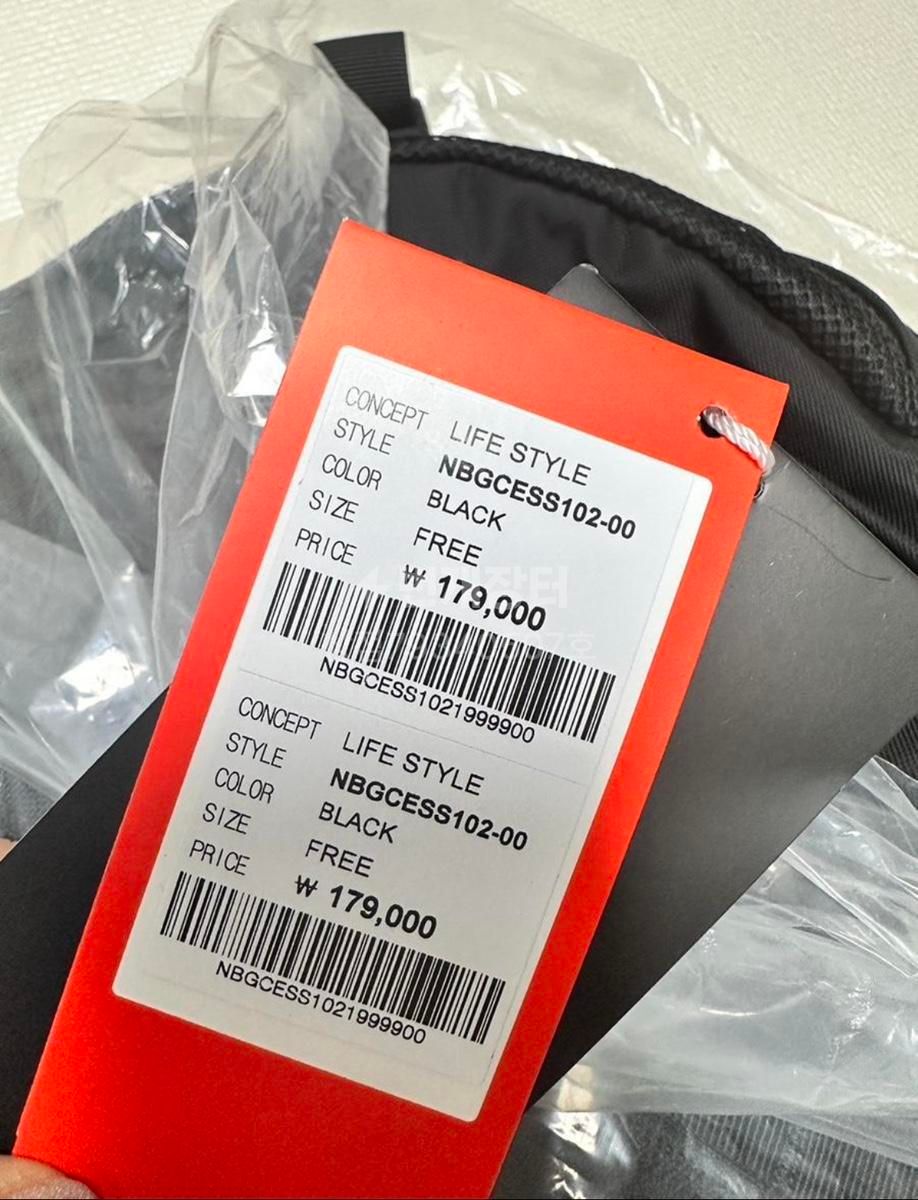 CONCEPT LIFE STYLE
STYLE NBGCESS102-00
COLOR BLACK
SIZE FREE
PRICE ₩ 179,000
NBGCESS1021999900
CONCEPT LIFE STYLE
STYLE NBGCESS102-00
COLOR BLACK
SIZE FREE
PRICE ₩ 179,000
NBGCESS1021999900